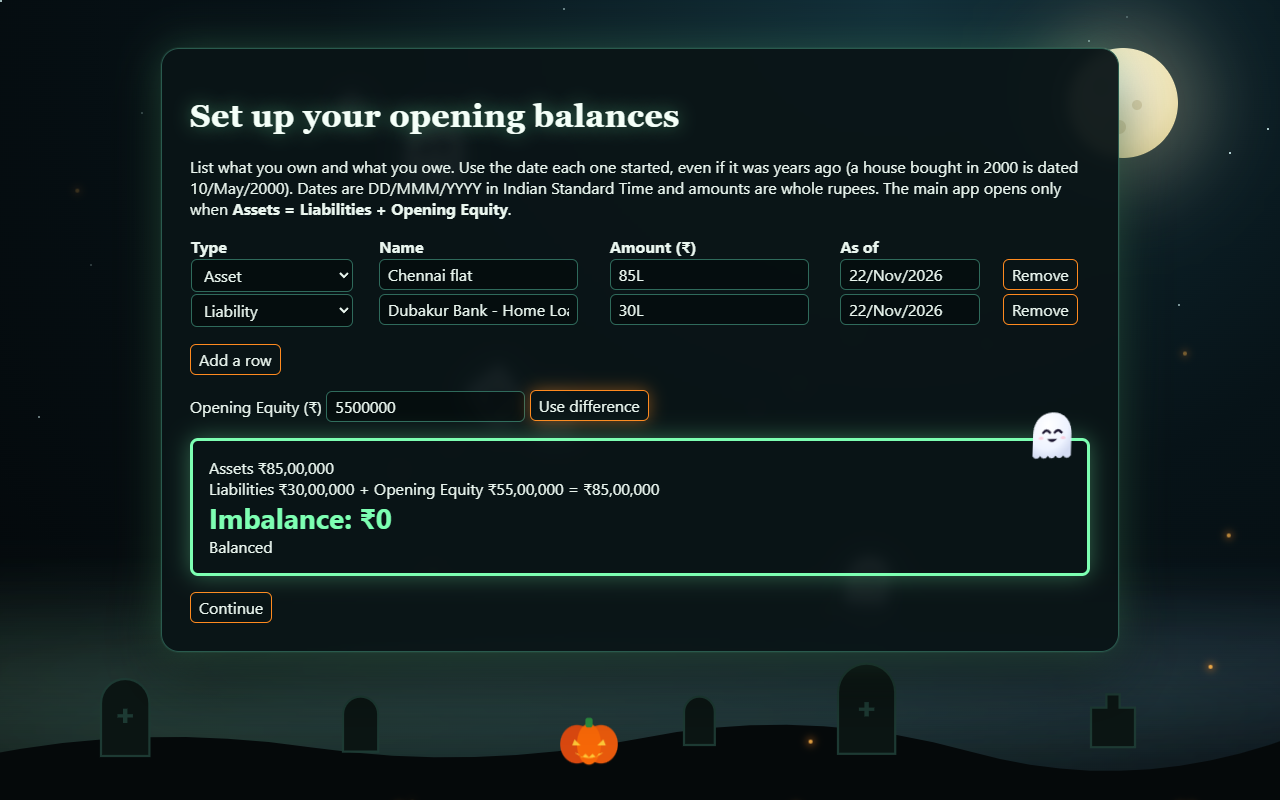 Set up your opening balances
List what you own and what you owe. Use the date each one started, even if it was years ago (a house bought in 2000 is dated
10/May/2000). Dates are DD/MMM/YYYY in Indian Standard Time and amounts are whole rupees. The main app opens only
when Assets = Liabilities + Opening Equity.
Type Name Amount (₹) As of
Asset Chennai flat 85L 22/Nov/2026 Remove
Liability Dubakur Bank - Home 30L 22/Nov/2026 Remove
Add a row
Opening Equity (₹) 5500000 Use difference
Assets ₹85,00,000
Liabilities ₹30,00,000 + Opening Equity ₹55,00,000 = ₹85,00,000
Imbalance: ₹0
Balanced
Continue